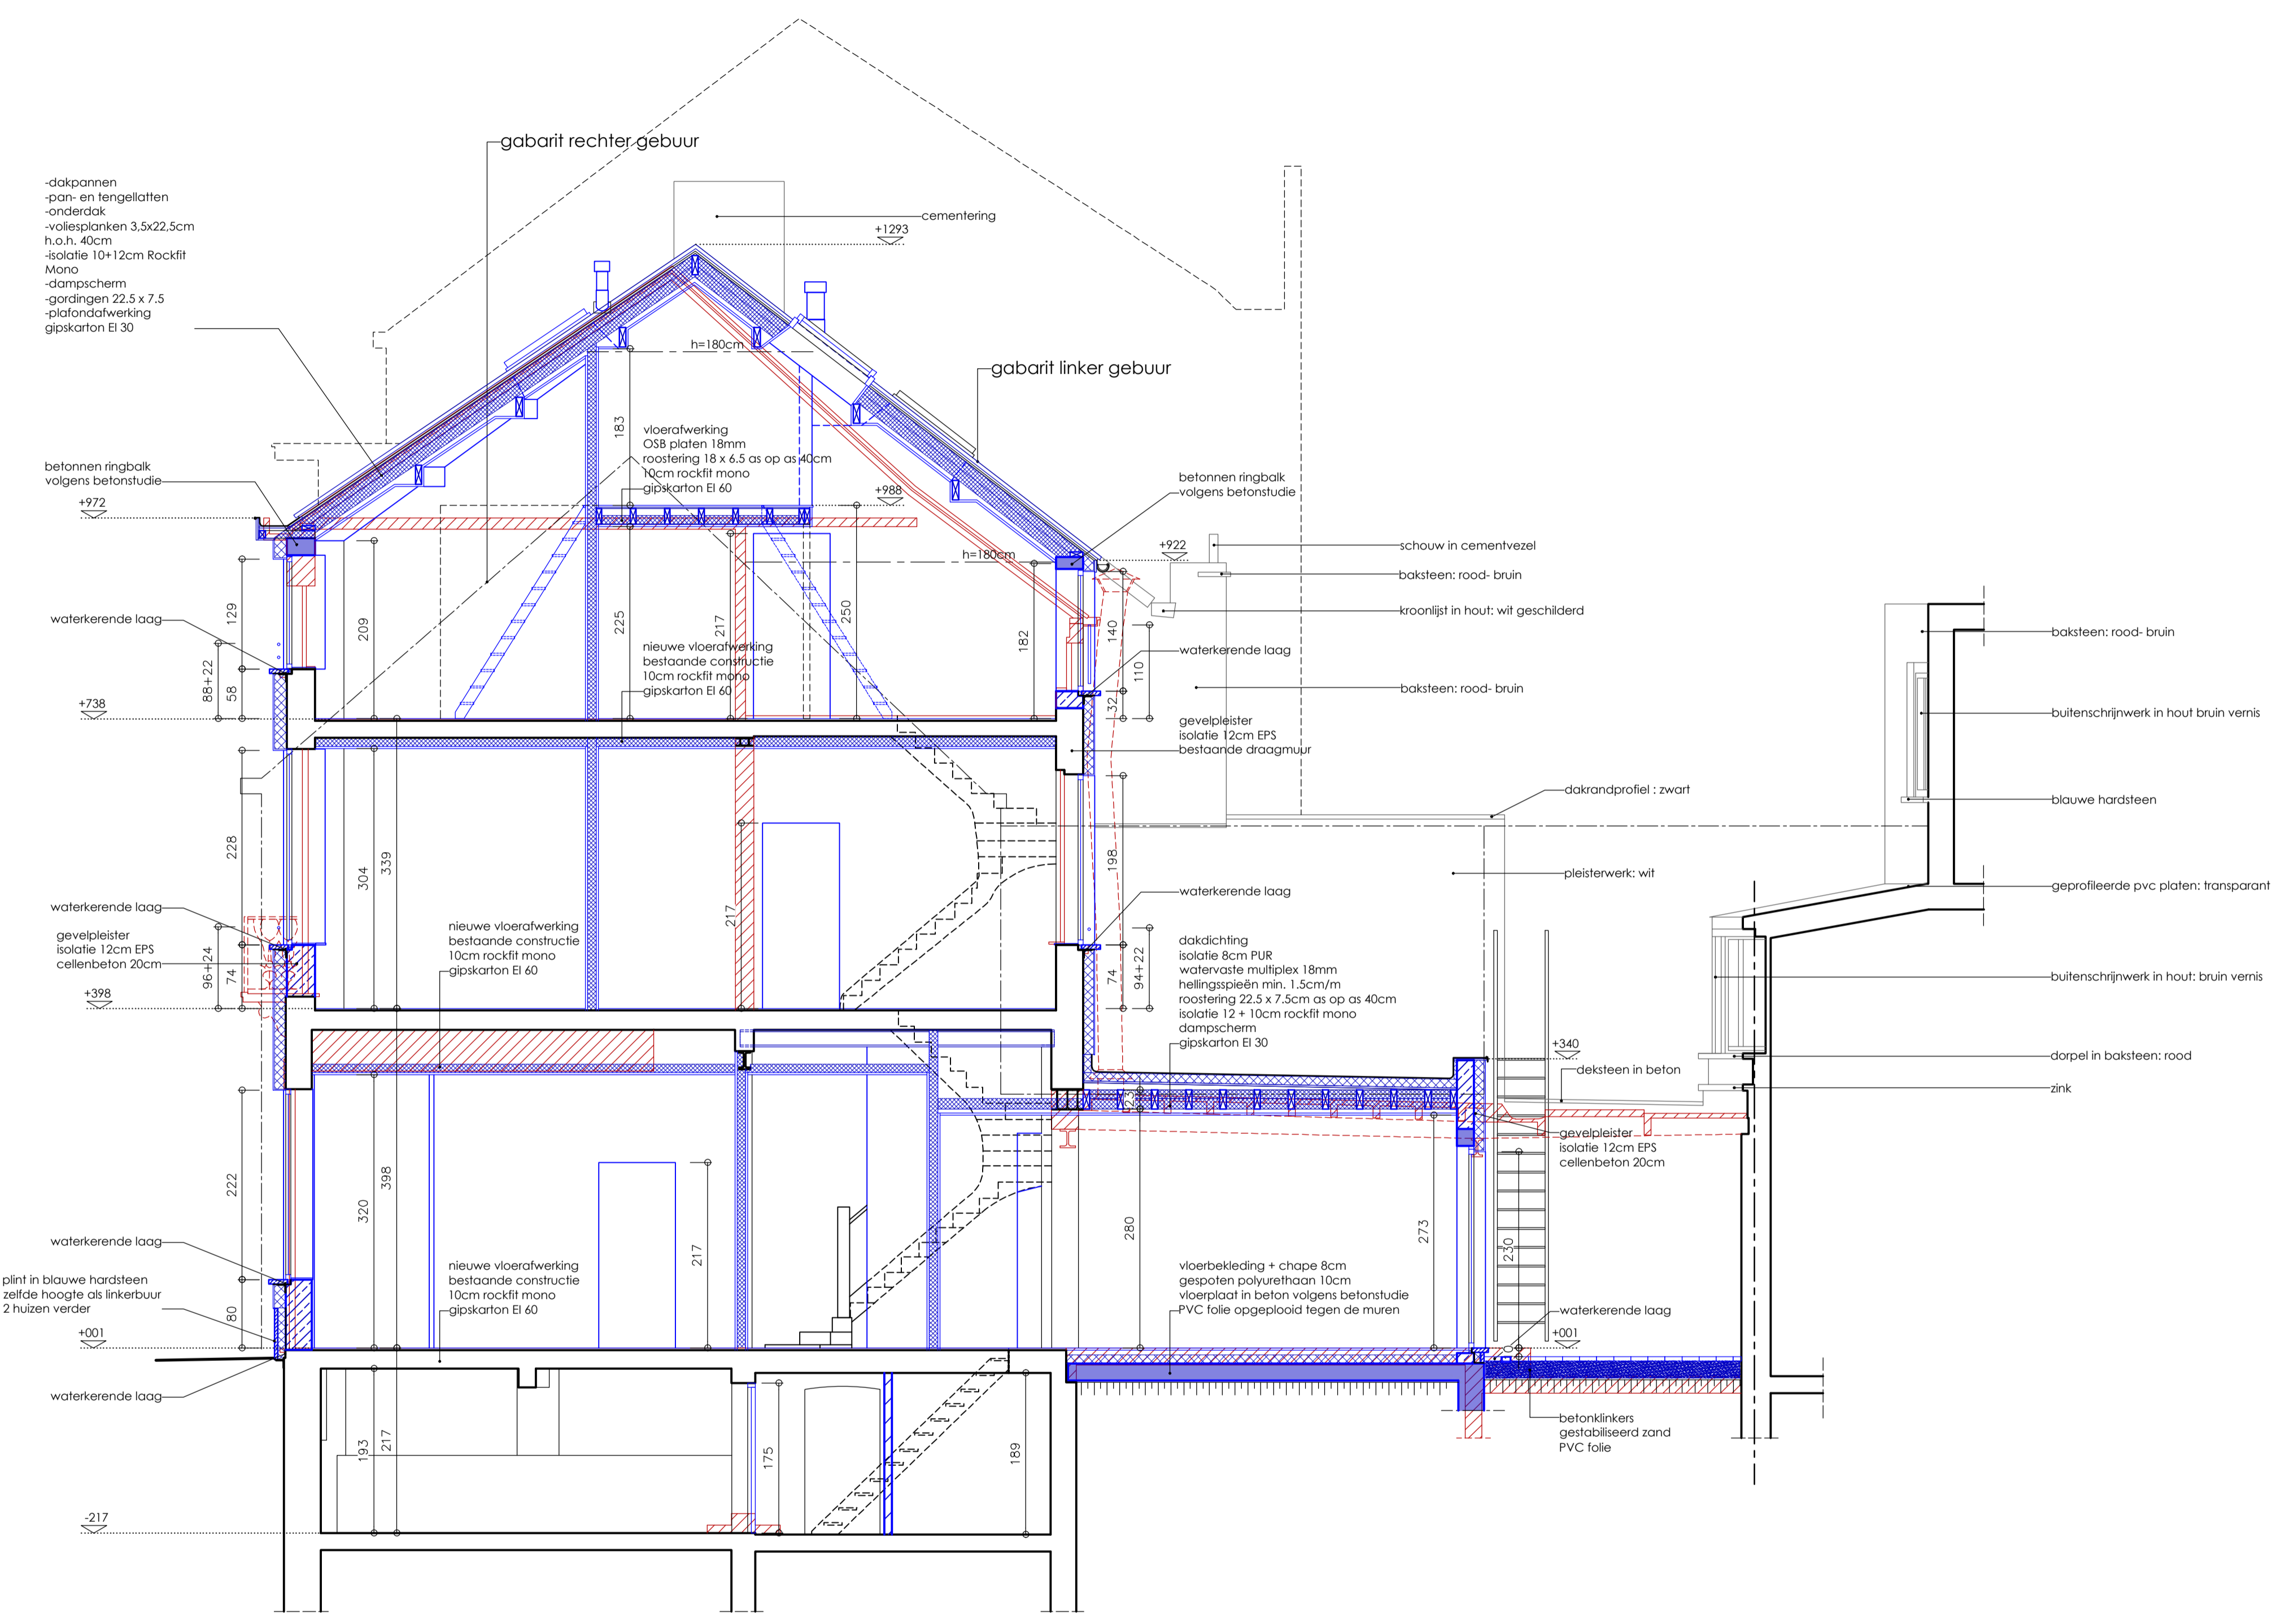 gabarit rechter gebuur
-dakpannen
-pan- en tengellatten
-onderdak
-voliesplanken 3,5x22,5cm
h.o.h. 40cm
-isolatie 10+12cm Rockfit
Mono
-dampscherm
-gordingen 22.5 x 7.5
-plafondafwerking
gipskarton EI 30
cementering
+1293
h=180cm
gabarit linker gebuur
183
vloerafwerking
OSB platen 18mm
roostering 18 x 6.5 as op as 40cm
10cm rockfit mono
gipskarton EI 60
betonnen ringbalk
volgens betonstudie
+972
+988
betonnen ringbalk
volgens betonstudie
h=180cm
+922
schouw in cementvezel
baksteen: rood- bruin
kroonlijst in hout: wit geschilderd
waterkerende laag
129
88+22
58
209
225
217
250
182
140
110
32
nieuwe vloerafwerking
bestaande constructie
10cm rockfit mono
gipskarton EI 60
waterkerende laag
baksteen: rood- bruin
baksteen: rood- bruin
+738
gevelpleister
isolatie 12cm EPS
bestaande draagmuur
buitenschrijnwerk in hout bruin vernis
dakrandprofiel : zwart
blauwe hardsteen
228
304
339
217
198
pleisterwerk: wit
geprofileerde pvc platen: transparant
waterkerende laag
waterkerende laag
gevelpleister
isolatie 12cm EPS
cellenbeton 20cm
96+24
74
+398
nieuwe vloerafwerking
bestaande constructie
10cm rockfit mono
gipskarton EI 60
74
94+22
dakdichting
isolatie 8cm PUR
watervaste multiplex 18mm
hellingsspieën min. 1.5cm/m
roostering 22.5 x 7.5cm as op as 40cm
isolatie 12 + 10cm rockfit mono
dampscherm
gipskarton EI 30
buitenschrijnwerk in hout: bruin vernis
+340
deksteen in beton
dorpel in baksteen: rood
zink
23
gevelpleister
isolatie 12cm EPS
cellenbeton 20cm
222
320
398
217
280
273
230
waterkerende laag
plint in blauwe hardsteen
zelfde hoogte als linkerbuur
2 huizen verder
80
+001
nieuwe vloerafwerking
bestaande constructie
10cm rockfit mono
gipskarton EI 60
vloerbekleding + chape 8cm
gespoten polyurethaan 10cm
vloerplaat in beton volgens betonstudie
PVC folie opgeplooid tegen de muren
waterkerende laag
+001
waterkerende laag
193
217
175
189
betonklinkers
gestabiliseerd zand
PVC folie
-217